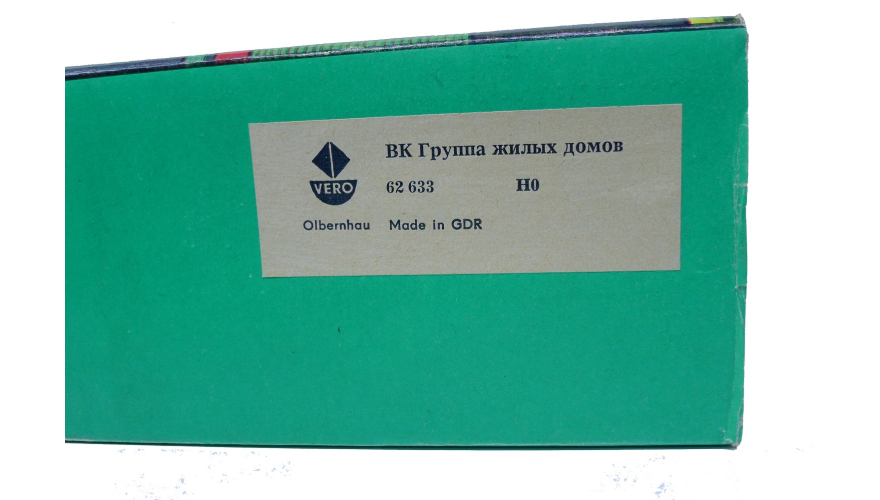 ВК Группа жилых домов
VERO
62 633 H0
Olbernhau Made in GDR